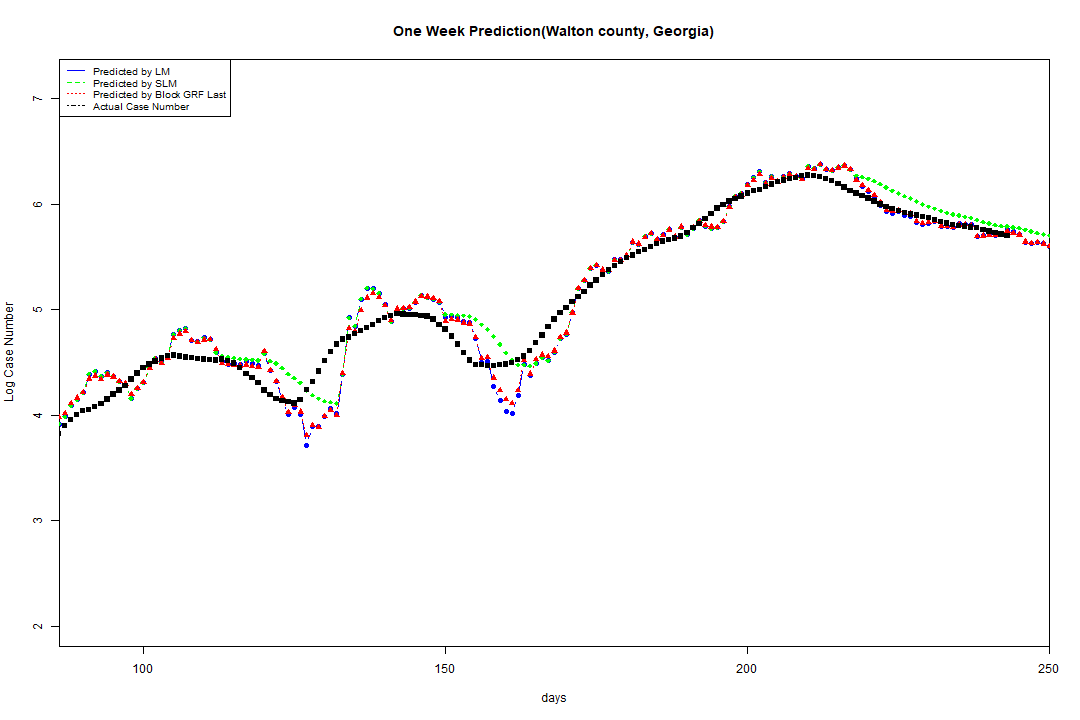 One Week Prediction(Walton county, Georgia)
Predicted by LM
Predicted by SLM
Predicted by Block GRF Last
Actual Case Number
7
6
5
4
3
2
Log Case Number
100 150 200 250
days